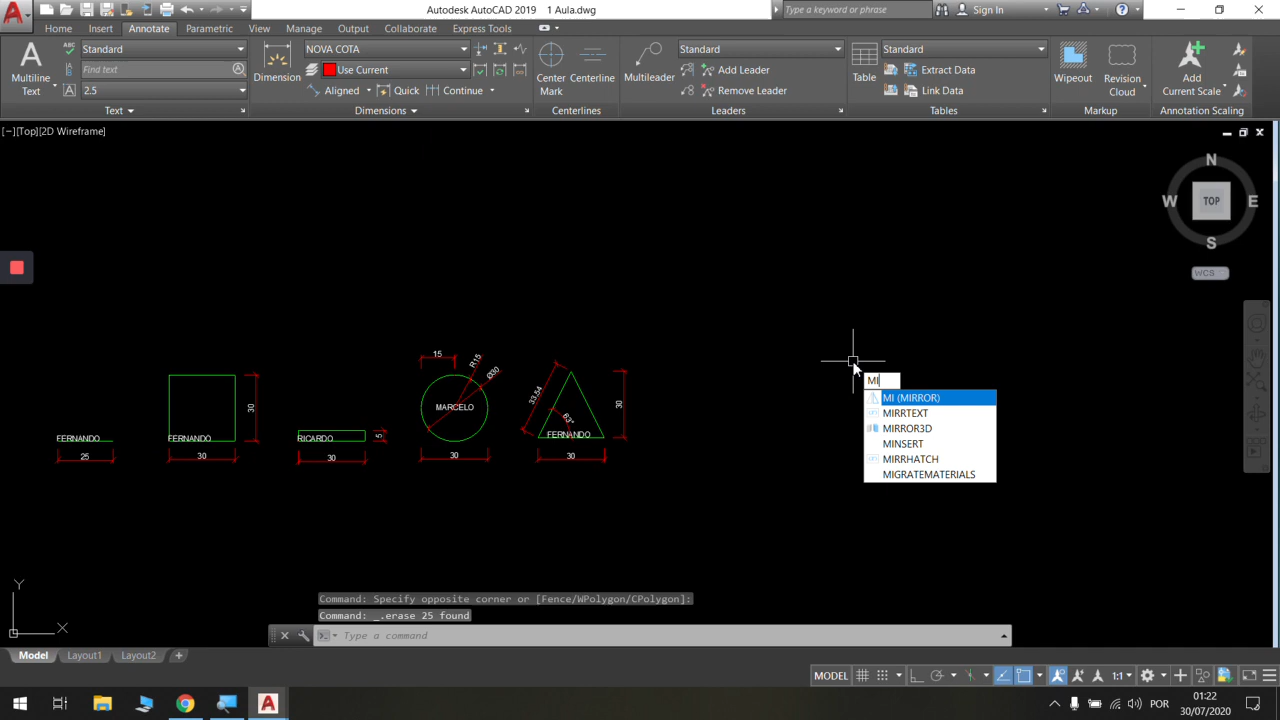 Autodesk AutoCAD 2019   1 Aula.dwg
Type a keyword or phrase
Sign In
Home Insert Annotate Parametric View Manage Output Collaborate Express Tools
Multiline
Text
ABC
Standard
Find text
2.5
Text
Dimension
NOVA COTA
Use Current
Aligned
Quick
Continue
Dimensions
Center
Mark
Centerline
Centerlines
Multileader
Standard
Add Leader
Remove Leader
Leaders
Table
Standard
Extract Data
Link Data
Tables
Wipeout
Revision
Cloud
Markup
Add
Current Scale
Annotation Scaling
[−][Top][2D Wireframe]
N
W
TOP
E
S
WCS
FERNANDO
25
FERNANDO
30
30
RICARDO
5
30
15
R15
Ø30
MARCELO
30
33,54
63°
FERNANDO
30
30
MI
MI (MIRROR)
MIRRTEXT
MIRROR3D
MINSERT
MIRRHATCH
MIGRATEMATERIALS
Y
X
Command: Specify opposite corner or [Fence/WPolygon/CPolygon]:
Command: _.erase 25 found
Type a command
Model Layout1 Layout2 +
MODEL
1:1
POR
01:22
30/07/2020